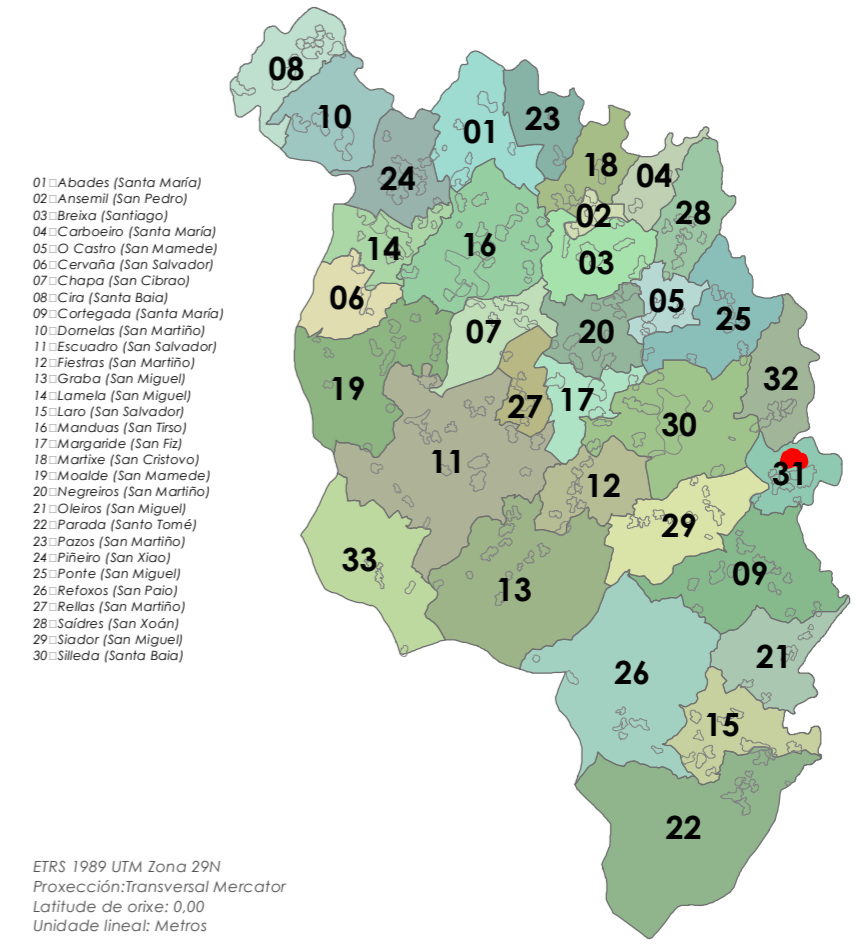 08
10
01
23
24
18
04
02
28
14
16
03
06
05
07
20
25
19
32
27
17
30
11
12
31
29
33
13
09
26
21
15
22
01□Abades (Santa María)
02□Ansemil (San Pedro)
03□Breixa (Santiago)
04□Carboeiro (Santa María)
05□O Castro (San Mamede)
06□Cervaña (San Salvador)
07□Chapa (San Cibrao)
08□Cira (Santa Baia)
09□Cortegada (Santa María)
10□Dornelas (San Martiño)
11□Escuadro (San Salvador)
12□Fiestras (San Martiño)
13□Graba (San Miguel)
14□Lamela (San Miguel)
15□Laro (San Salvador)
16□Manduas (San Tirso)
17□Margaride (San Fiz)
18□Martixe (San Cristovo)
19□Moalde (San Mamede)
20□Negreiros (San Martiño)
21□Oleiros (San Miguel)
22□Parada (Santo Tomé)
23□Pazos (San Martiño)
24□Piñeiro (San Xiao)
25□Ponte (San Miguel)
26□Refoxos (San Paio)
27□Rellas (San Martiño)
28□Saídres (San Xoán)
29□Siador (San Miguel)
30□Silleda (Santa Baia)
ETRS 1989 UTM Zona 29N
Proxección:Transversal Mercator
Latitude de orixe: 0,00
Unidade lineal: Metros